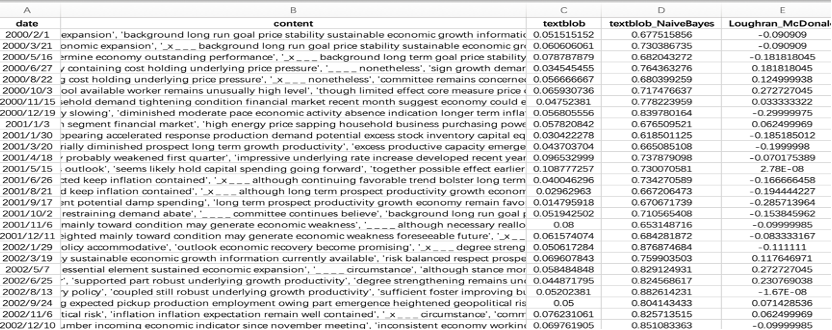 A B C D E
date content textblob textblob_NaiveBayes Loughran_McDonal
2000/2/1 expansion', 'background long run goal price stability sustainable economic growth informatic 0.051515152 0.677515856 -0.090909
2000/3/21 onomic expansion', '_x___ background long run goal price stability sustainable economic gr 0.060606061 0.730386735 -0.090909
2000/5/16 ermine economy outstanding performance', '_x___ background long term goal price stability 0.078787879 0.682043272 -0.181818045
2000/6/27 y containing cost holding underlying price pressure', '____ nonetheless', 'sign growth demar 0.034545455 0.764363276 0.181818045
2000/8/22 g cost holding underlying price pressure', '_x___ nonetheless', 'committee remains concerned 0.056666667 0.680399259 0.124999938
2000/10/3 ool available worker remains unusually high level', 'though limited effect core measure price c 0.065930736 0.717476637 0.272727045
2000/11/15 sehold demand tightening condition financial market recent month suggest economy could e 0.04752381 0.778223959 0.033333322
2000/12/19 y slowing', 'diminished moderate pace economic activity absence indication longer term infla 0.056805556 0.839780164 -0.29999975
2001/1/3 n segment financial market', 'high energy price sapping household business purchasing power 0.057820842 0.676509521 0.062499969
2001/1/30 appearing accelerated response production demand potential excess stock inventory capital eq 0.030422278 0.618501125 -0.185185012
2001/3/20 rially diminished prospect long term growth productivity', 'excess productive capacity emerge 0.043703704 0.665085108 -0.1999998
2001/4/18 y probably weakened first quarter', 'impressive underlying rate increase developed recent year 0.096532999 0.737879098 -0.070175389
2001/5/15 . outlook', 'seems likely hold capital spending going forward', 'together possible effect earlier 0.108777257 0.730070581 2.78E-08
2001/6/26 cted keep inflation contained', '_x___ although continuing favorable trend bolster long term 0.040046296 0.734270589 -0.166666458
2001/8/21 d keep inflation contained', '_x___ although long term prospect productivity growth econom 0.02962963 0.667206473 -0.194444227
2001/9/17 ent potential damp spending', 'long term prospect productivity growth economy remain favo 0.014795918 0.670671739 -0.285713964
2001/10/2 restraining demand abate', '____ committee continues believe', 'background long run goal p 0.051942502 0.710565408 -0.153845962
2001/11/6 mainly toward condition may generate economic weakness', '____ although necessary reallo 0.08 0.653148716 -0.09999985
2001/12/11 eighted mainly toward condition may generate economic weakness foreseeable future', '_x__ 0.061574074 0.684281872 -0.083333167
2002/1/29 olicy accommodative', 'outlook economic recovery become promising', '_x___ degree streng 0.050617284 0.876874684 -0.111111
2002/3/19 y sustainable economic growth information currently available', 'risk balanced respect prospe 0.069607843 0.759903503 0.117646971
2002/5/7 essential element sustained economic expansion', '____ circumstance', 'although stance mor 0.058484848 0.829124931 0.272727045
2002/6/25 ', 'supported part robust underlying growth productivity', 'degree strengthening remains unc 0.044871795 0.824568617 0.230769038
2002/8/13 y policy', 'coupled still robust underlying growth productivity', 'sufficient foster improving bu 0.05202381 0.882614231 -1.67E-08
2002/9/24 g expected pickup production employment owing part emergence heightened geopolitical ris 0.05 0.804143433 0.071428536
2002/11/6 tical risk', 'inflation inflation expectation remain well contained', '_x___ circumstance', 'comm 0.076231061 0.825713515 0.062499969
2002/12/10 umber incoming economic indicator since november meeting', 'inconsistent economy workin 0.069761905 0.851083363 -0.09999985